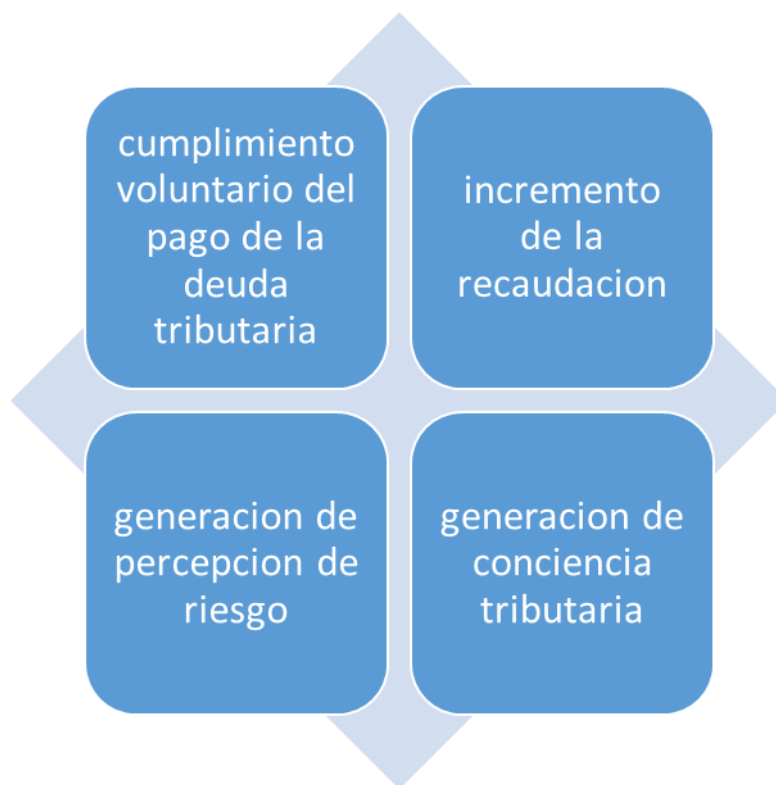 cumplimiento
voluntario del
pago de la
deuda
tributaria
incremento
de la
recaudacion
generacion de
percepcion de
riesgo
generacion de
conciencia
tributaria